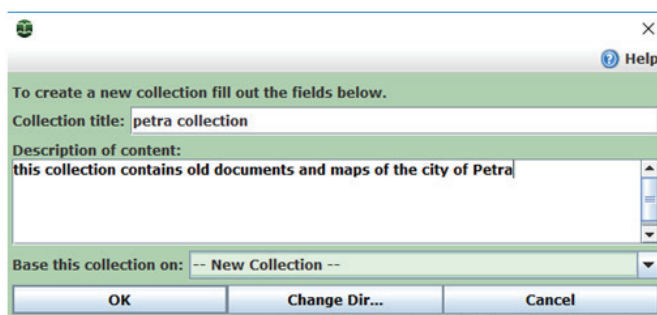 Help
To create a new collection fill out the fields below.
Collection title: petra collection
Description of content:
this collection contains old documents and maps of the city of Petra
Base this collection on: -- New Collection --
OK Change Dir... Cancel